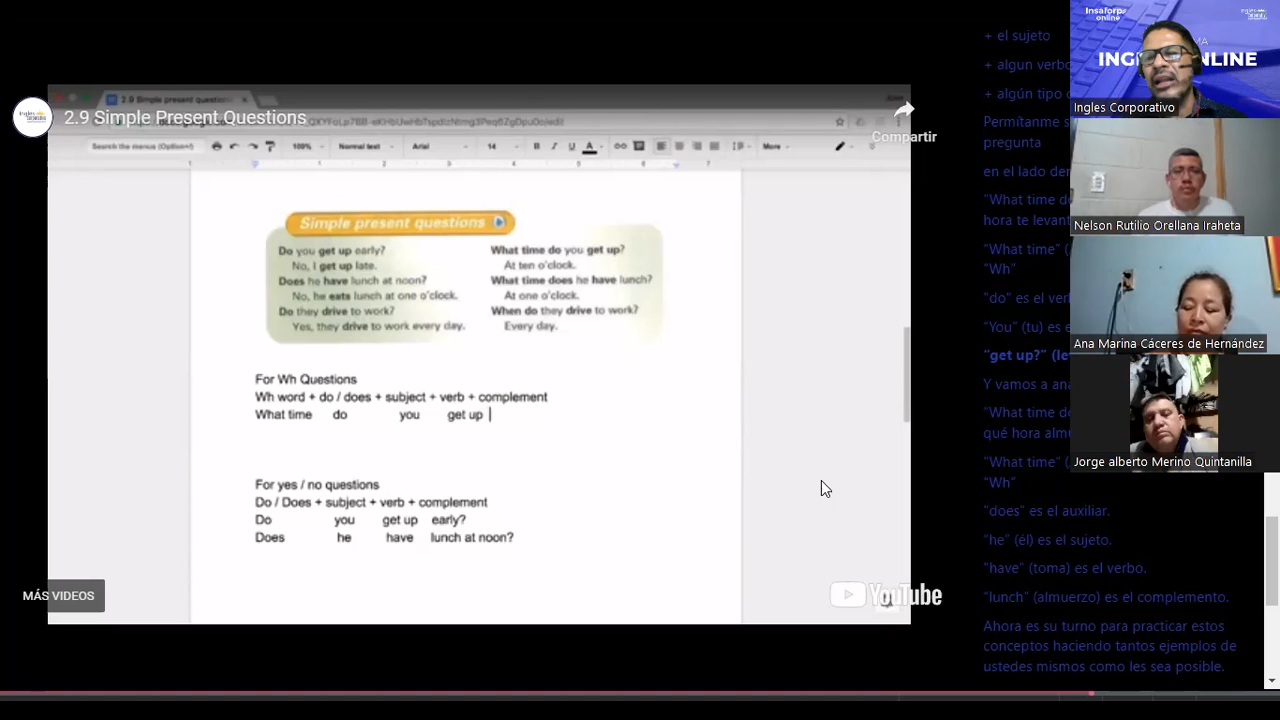 2.9 Simple Present Questions
Compartir
100%
Normal text
Arial
14
B I U A
More
Simple present questions
Do you get up early?
No, I get up late.
Does he have lunch at noon?
No, he eats lunch at one o'clock.
Do they drive to work?
Yes, they drive to work every day.
What time do you get up?
At ten o'clock.
What time does he have lunch?
At one o'clock.
When do they drive to work?
Every day.
For Wh Questions
Wh word + do / does + subject + verb + complement
What time do you get up
For yes / no questions
Do / Does + subject + verb + complement
Do you get up early?
Does he have lunch at noon?
MÁS VIDEOS
YouTube
+ el sujeto
+ algun verbo
+ algún tipo
Permítanme
pregunta
en el lado
"What time
hora te
"What time"
"Wh"
"do" es el
"You" (tu) es
"get up?"
Y vamos a
"What time
qué hora
"What time"
"Wh"
"does" es el auxiliar.
"he" (él) es el sujeto.
"have" (toma) es el verbo.
"lunch" (almuerzo) es el complemento.
Ahora es su turno para practicar estos
conceptos haciendo tantos ejemplos de
ustedes mismos como les sea posible.
Insaforp
online
Ingles Corporativo
Nelson Rutilio Orellana Iraheta
Ana Marina Cáceres de Hernández
Jorge alberto Merino Quintanilla